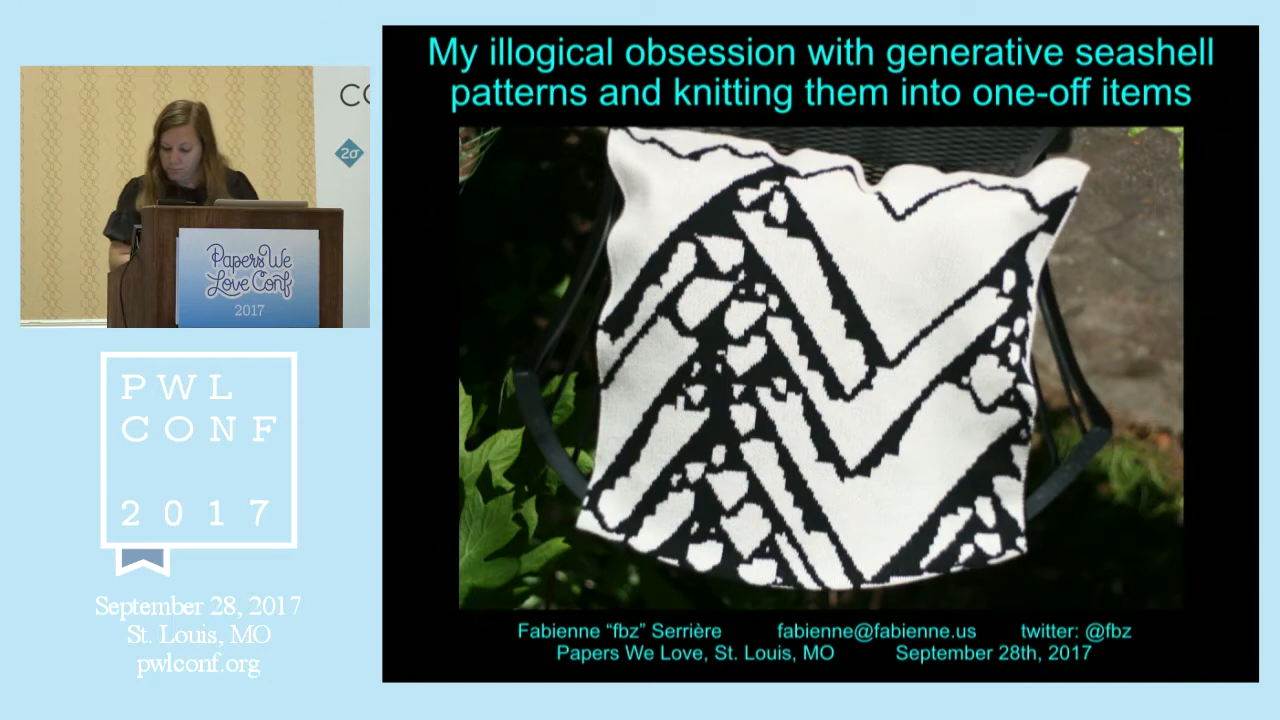 My illogical obsession with generative seashell
patterns and knitting them into one-off items
2σ
Papers We
Love Conf
2017
PWL
CONF
2017
September 28, 2017
St. Louis, MO
pwlconf.org
Fabienne “fbz” Serrière fabienne@fabienne.us twitter: @fbz
Papers We Love, St. Louis, MO September 28th, 2017